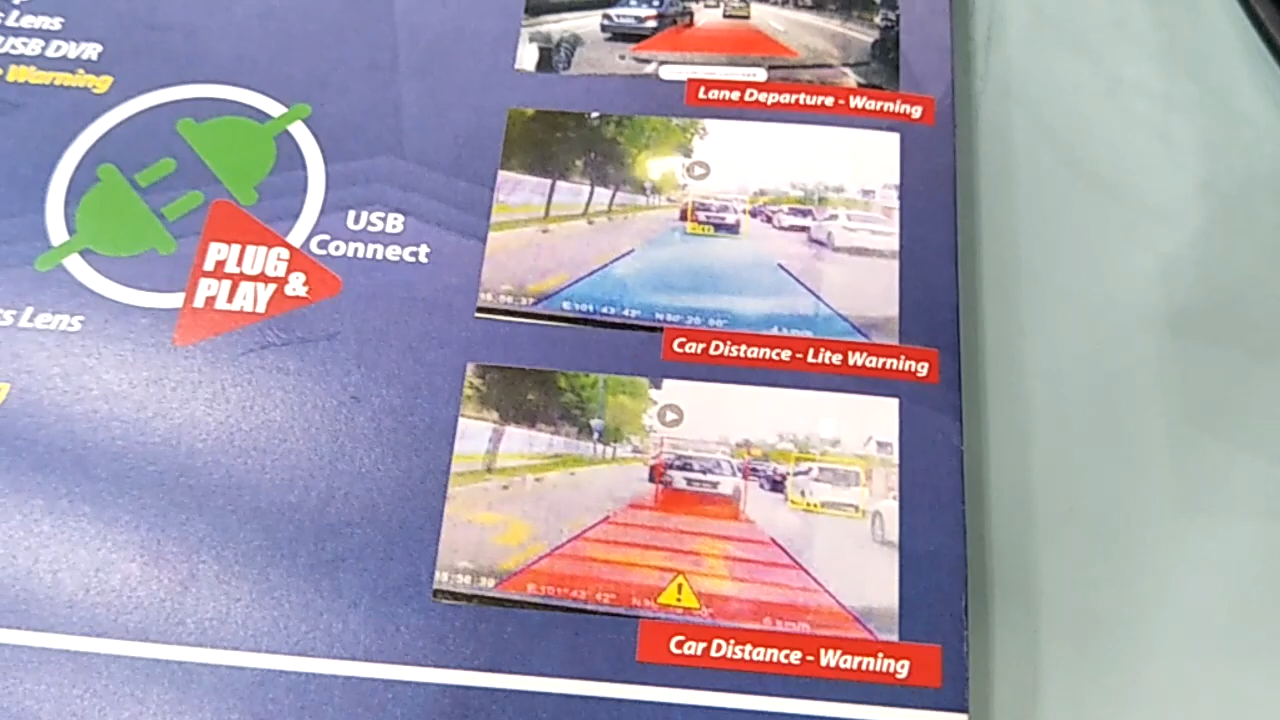 Lens
USB DVR
Warning
Lane Departure - Warning
USB
Connect
PLUG
&
PLAY
Lens
Car Distance - Lite Warning
Car Distance - Warning